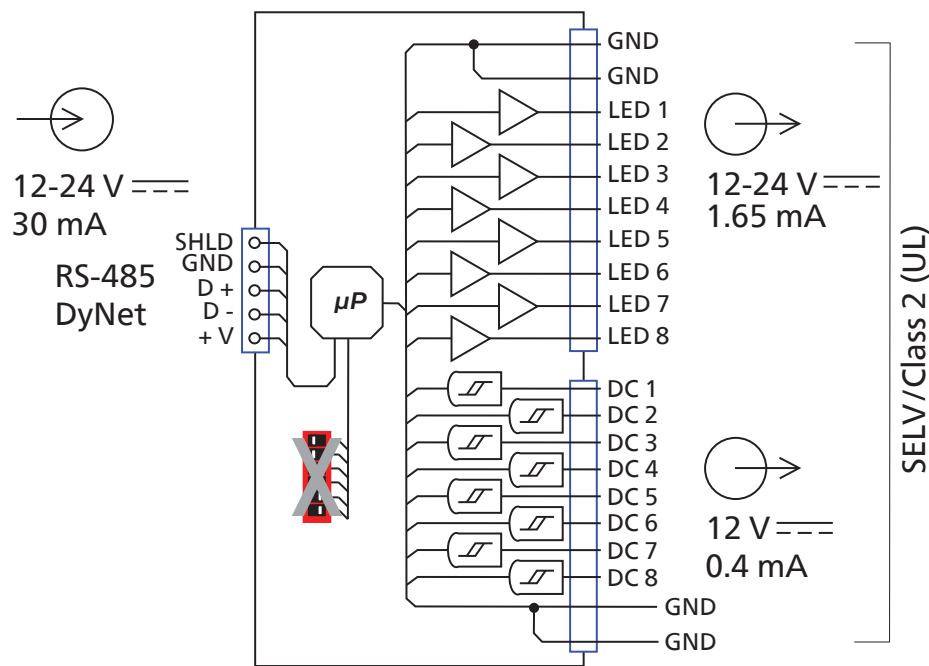 12-24 V
30 mA
RS-485
DyNet
SHLD
GND
D +
D -
+ V
µP
GND
GND
LED 1
LED 2
LED 3
LED 4
LED 5
LED 6
LED 7
LED 8
DC 1
DC 2
DC 3
DC 4
DC 5
DC 6
DC 7
DC 8
GND
GND
12-24 V
1.65 mA
12 V
0.4 mA
SELV/Class 2 (UL)